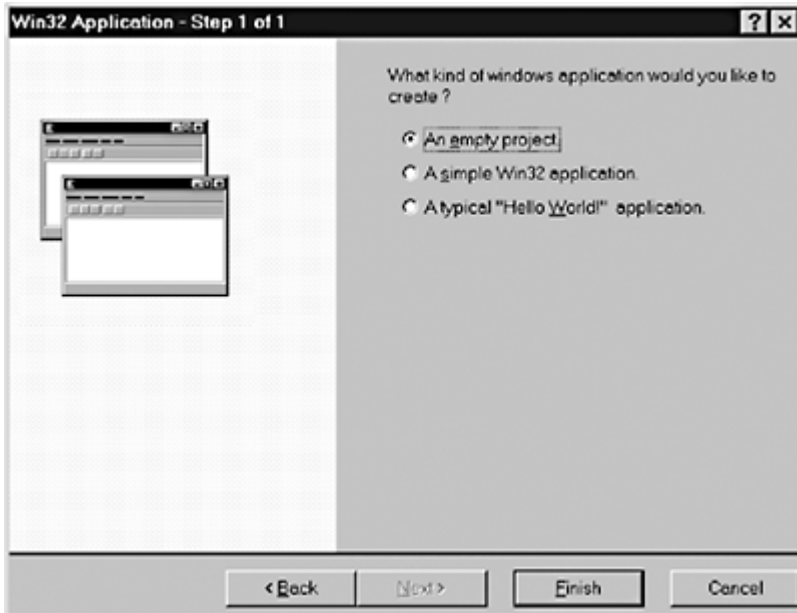 Win32 Application - Step 1 of 1
What kind of windows application would you like to
create ?
An empty project.
A simple Win32 application.
A typical "Hello World!" application.
< Back
Next >
Finish
Cancel